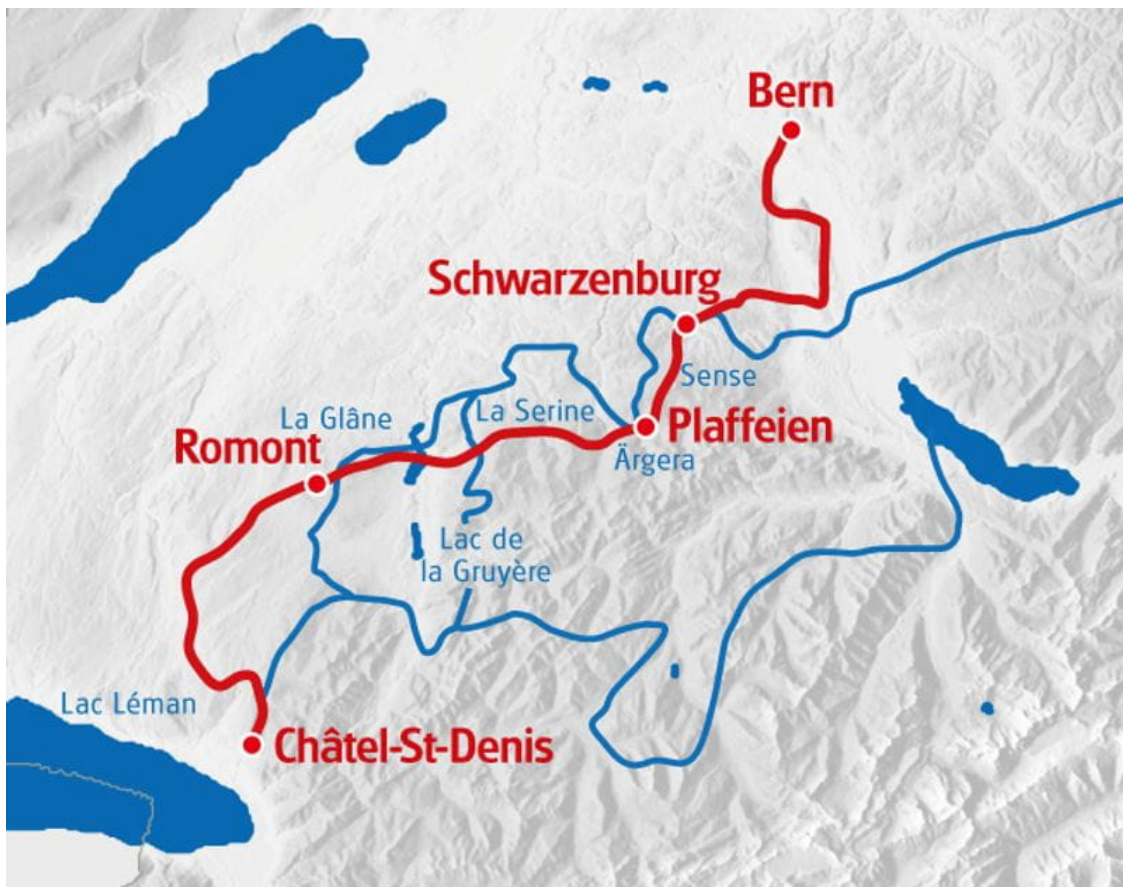 Bern
Schwarzenburg
Sense
La Glâne
La Serine
Plaffeien
Romont
Ärgera
Lac de
la Gruyère
Lac Léman
Châtel-St-Denis